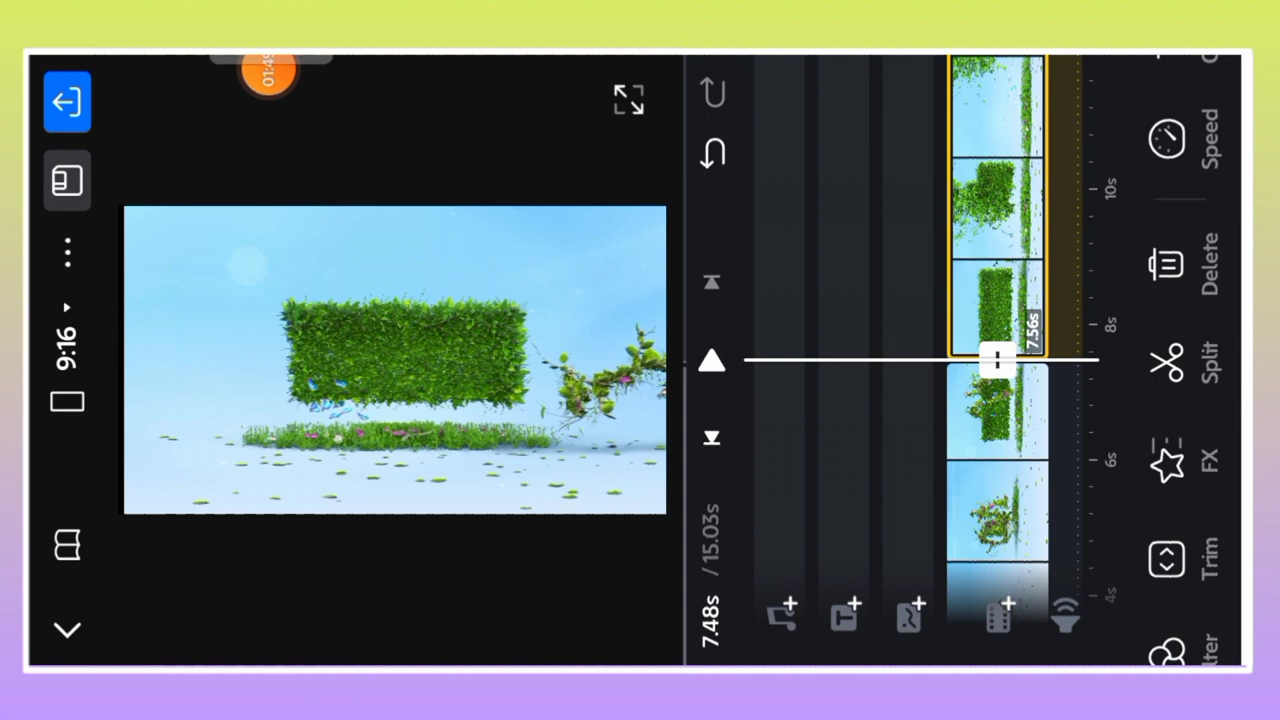 01:49
9:16
7.48s / 15.03s
7.56s
4s
6s
8s
10s
lter
Trim
FX
Split
Delete
Speed